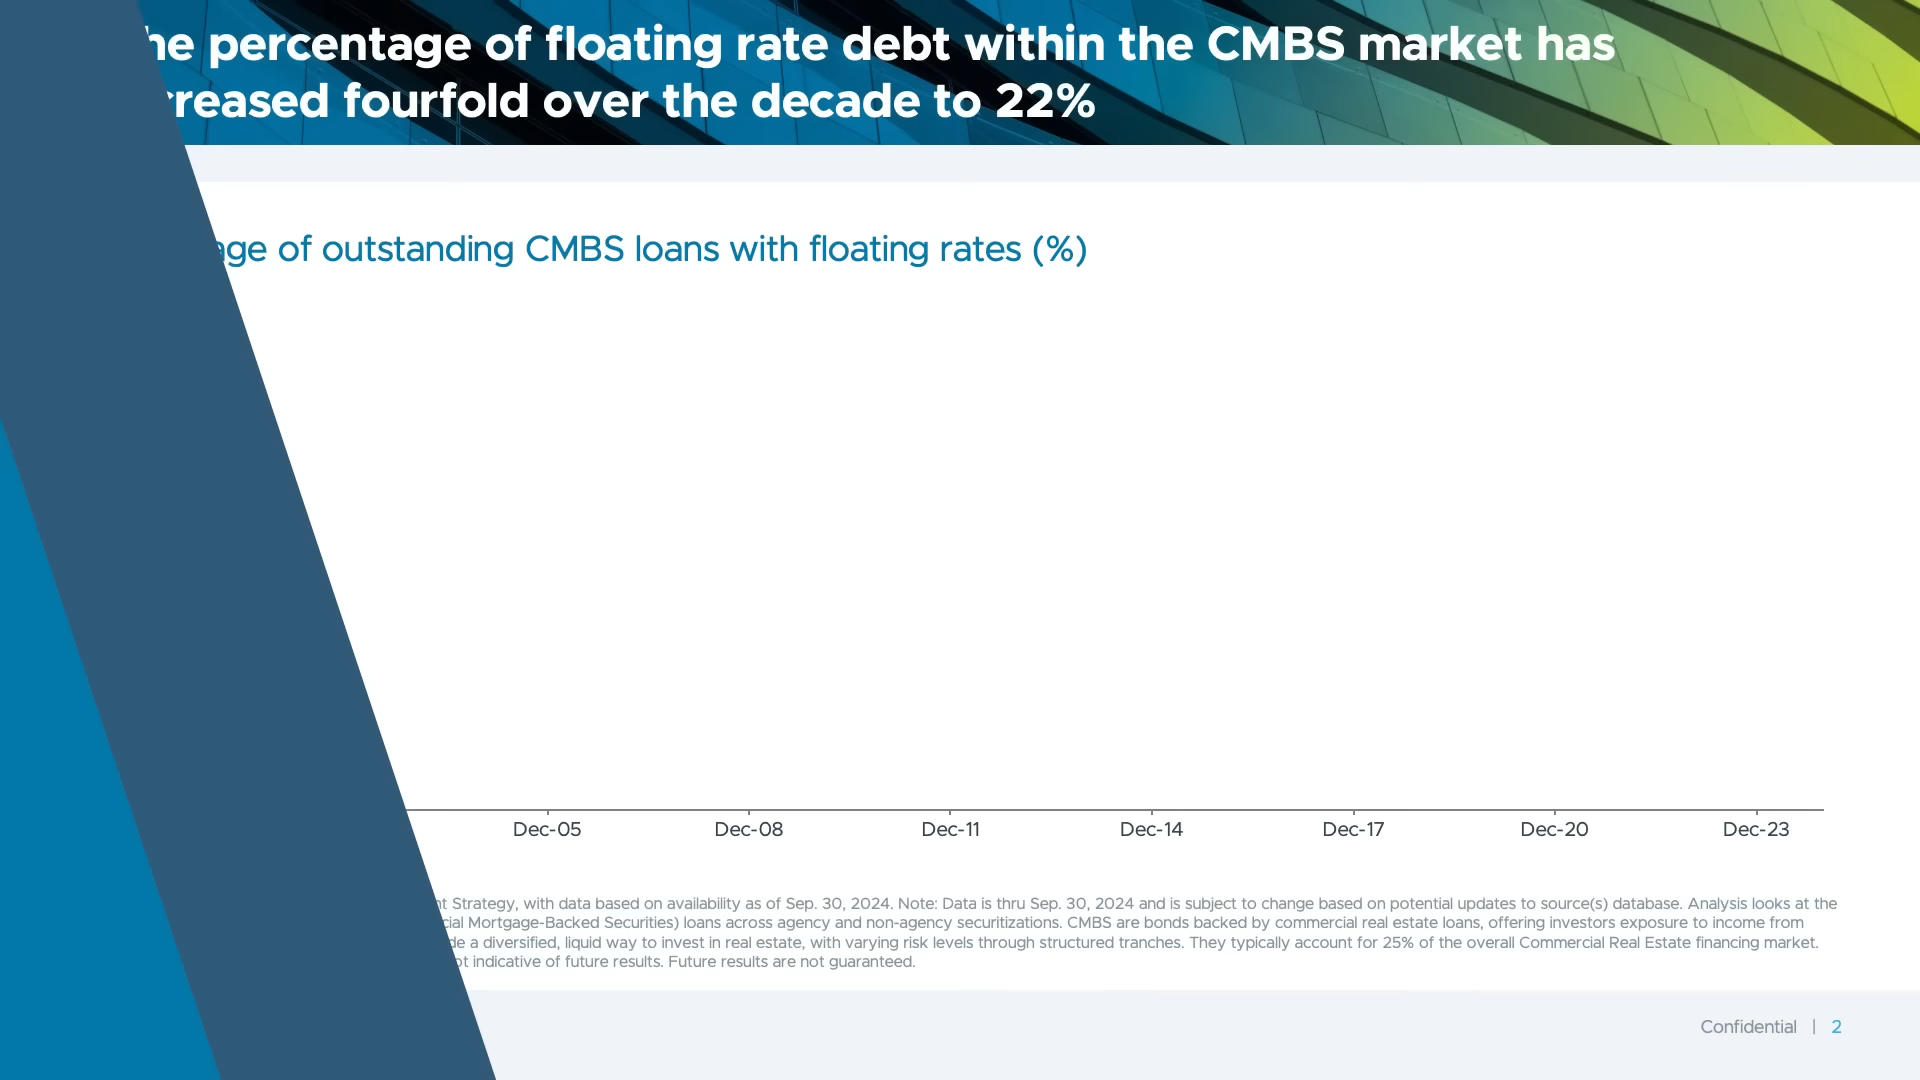 he percentage of floating rate debt within the CMBS market has
creased fourfold over the decade to 22%
age of outstanding CMBS loans with floating rates (%)
Dec-05 Dec-08 Dec-11 Dec-14 Dec-17 Dec-20 Dec-23
nt Strategy, with data based on availability as of Sep. 30, 2024. Note: Data is thru Sep. 30, 2024 and is subject to change based on potential updates to source(s) database. Analysis looks at the
cial Mortgage-Backed Securities) loans across agency and non-agency securitizations. CMBS are bonds backed by commercial real estate loans, offering investors exposure to income from
de a diversified, liquid way to invest in real estate, with varying risk levels through structured tranches. They typically account for 25% of the overall Commercial Real Estate financing market.
ot indicative of future results. Future results are not guaranteed.
Confidential | 2